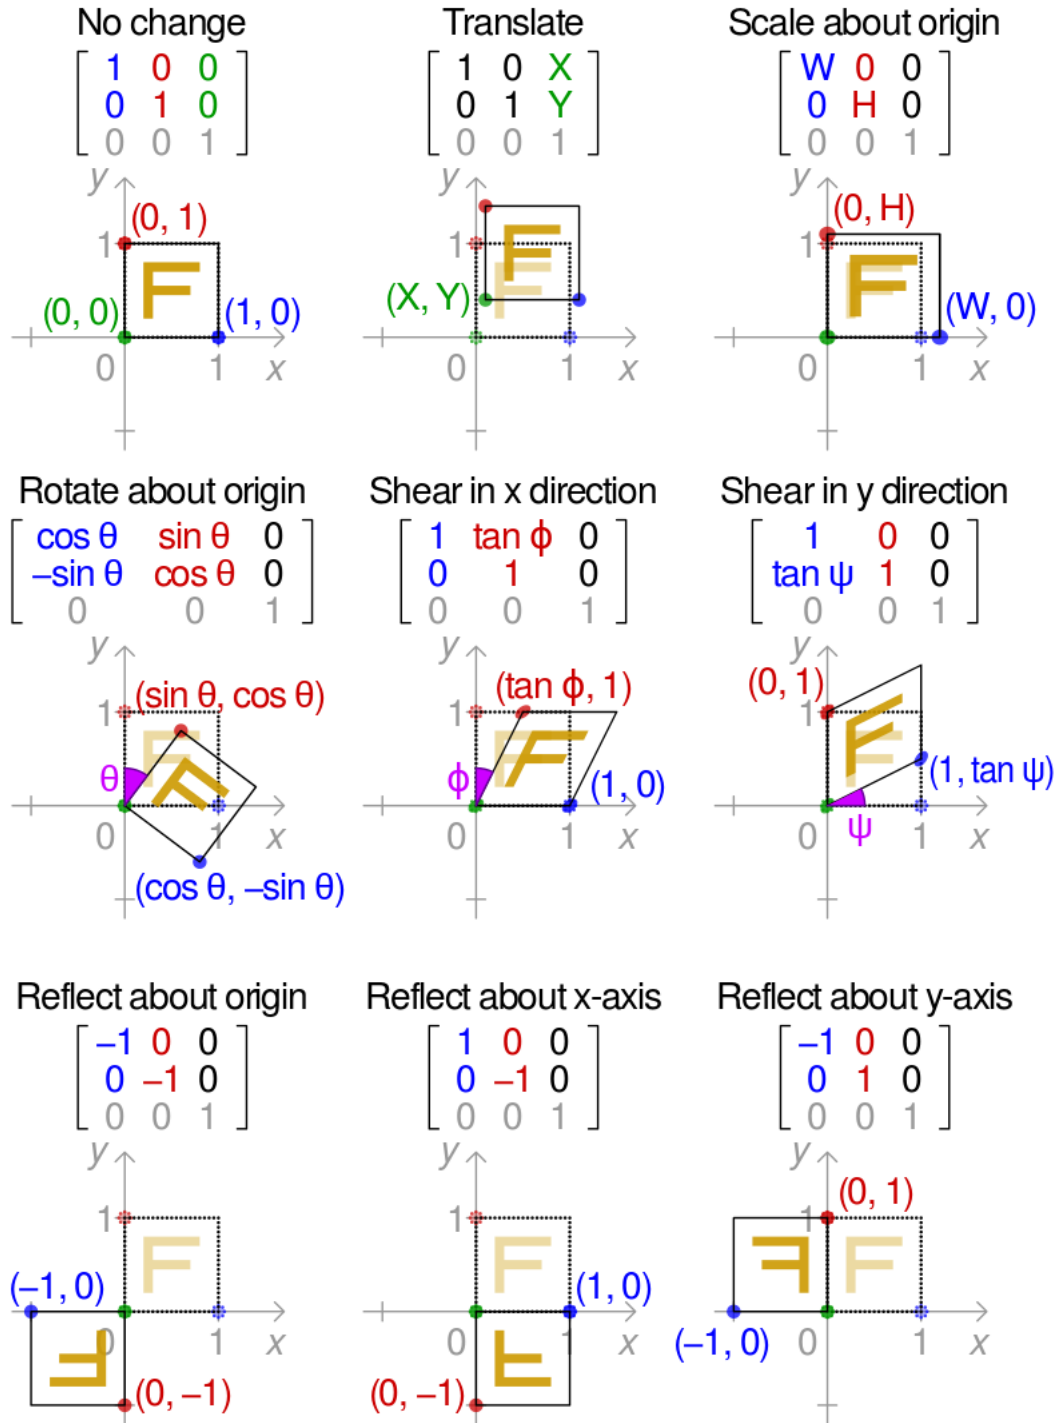 No change
Translate
Scale about origin
1 0 0
0 1 0
0 0 1
1 0 X
0 1 Y
0 0 1
W 0 0
0 H 0
0 0 1
y
(0, 1)
1
F
(0, 0)
(1, 0)
0
1
x
y
1
F
F
(X, Y)
0
1
x
y
(0, H)
1
F
F
(W, 0)
0
1
x
Rotate about origin
Shear in x direction
Shear in y direction
cos θ sin θ 0
–sin θ cos θ 0
0 0 1
1 tan ϕ 0
0 1 0
0 0 1
1 0 0
tan ψ 1 0
0 0 1
y
(sin θ, cos θ)
1
F
F
θ
0
1
x
(cos θ, –sin θ)
y
(tan ϕ, 1)
1
F
F
ϕ
(1, 0)
0
1
x
y
(0, 1)
1
F
F
(1, tan ψ)
0
ψ
1
x
Reflect about origin
Reflect about x-axis
Reflect about y-axis
–1 0 0
0 –1 0
0 0 1
1 0 0
0 –1 0
0 0 1
–1 0 0
0 1 0
0 0 1
y
1
F
(–1, 0)
0
1
x
F
(0, –1)
y
1
F
(1, 0)
0
1
x
F
(0, –1)
y
(0, 1)
1
F
F
(–1, 0)
0
1
x